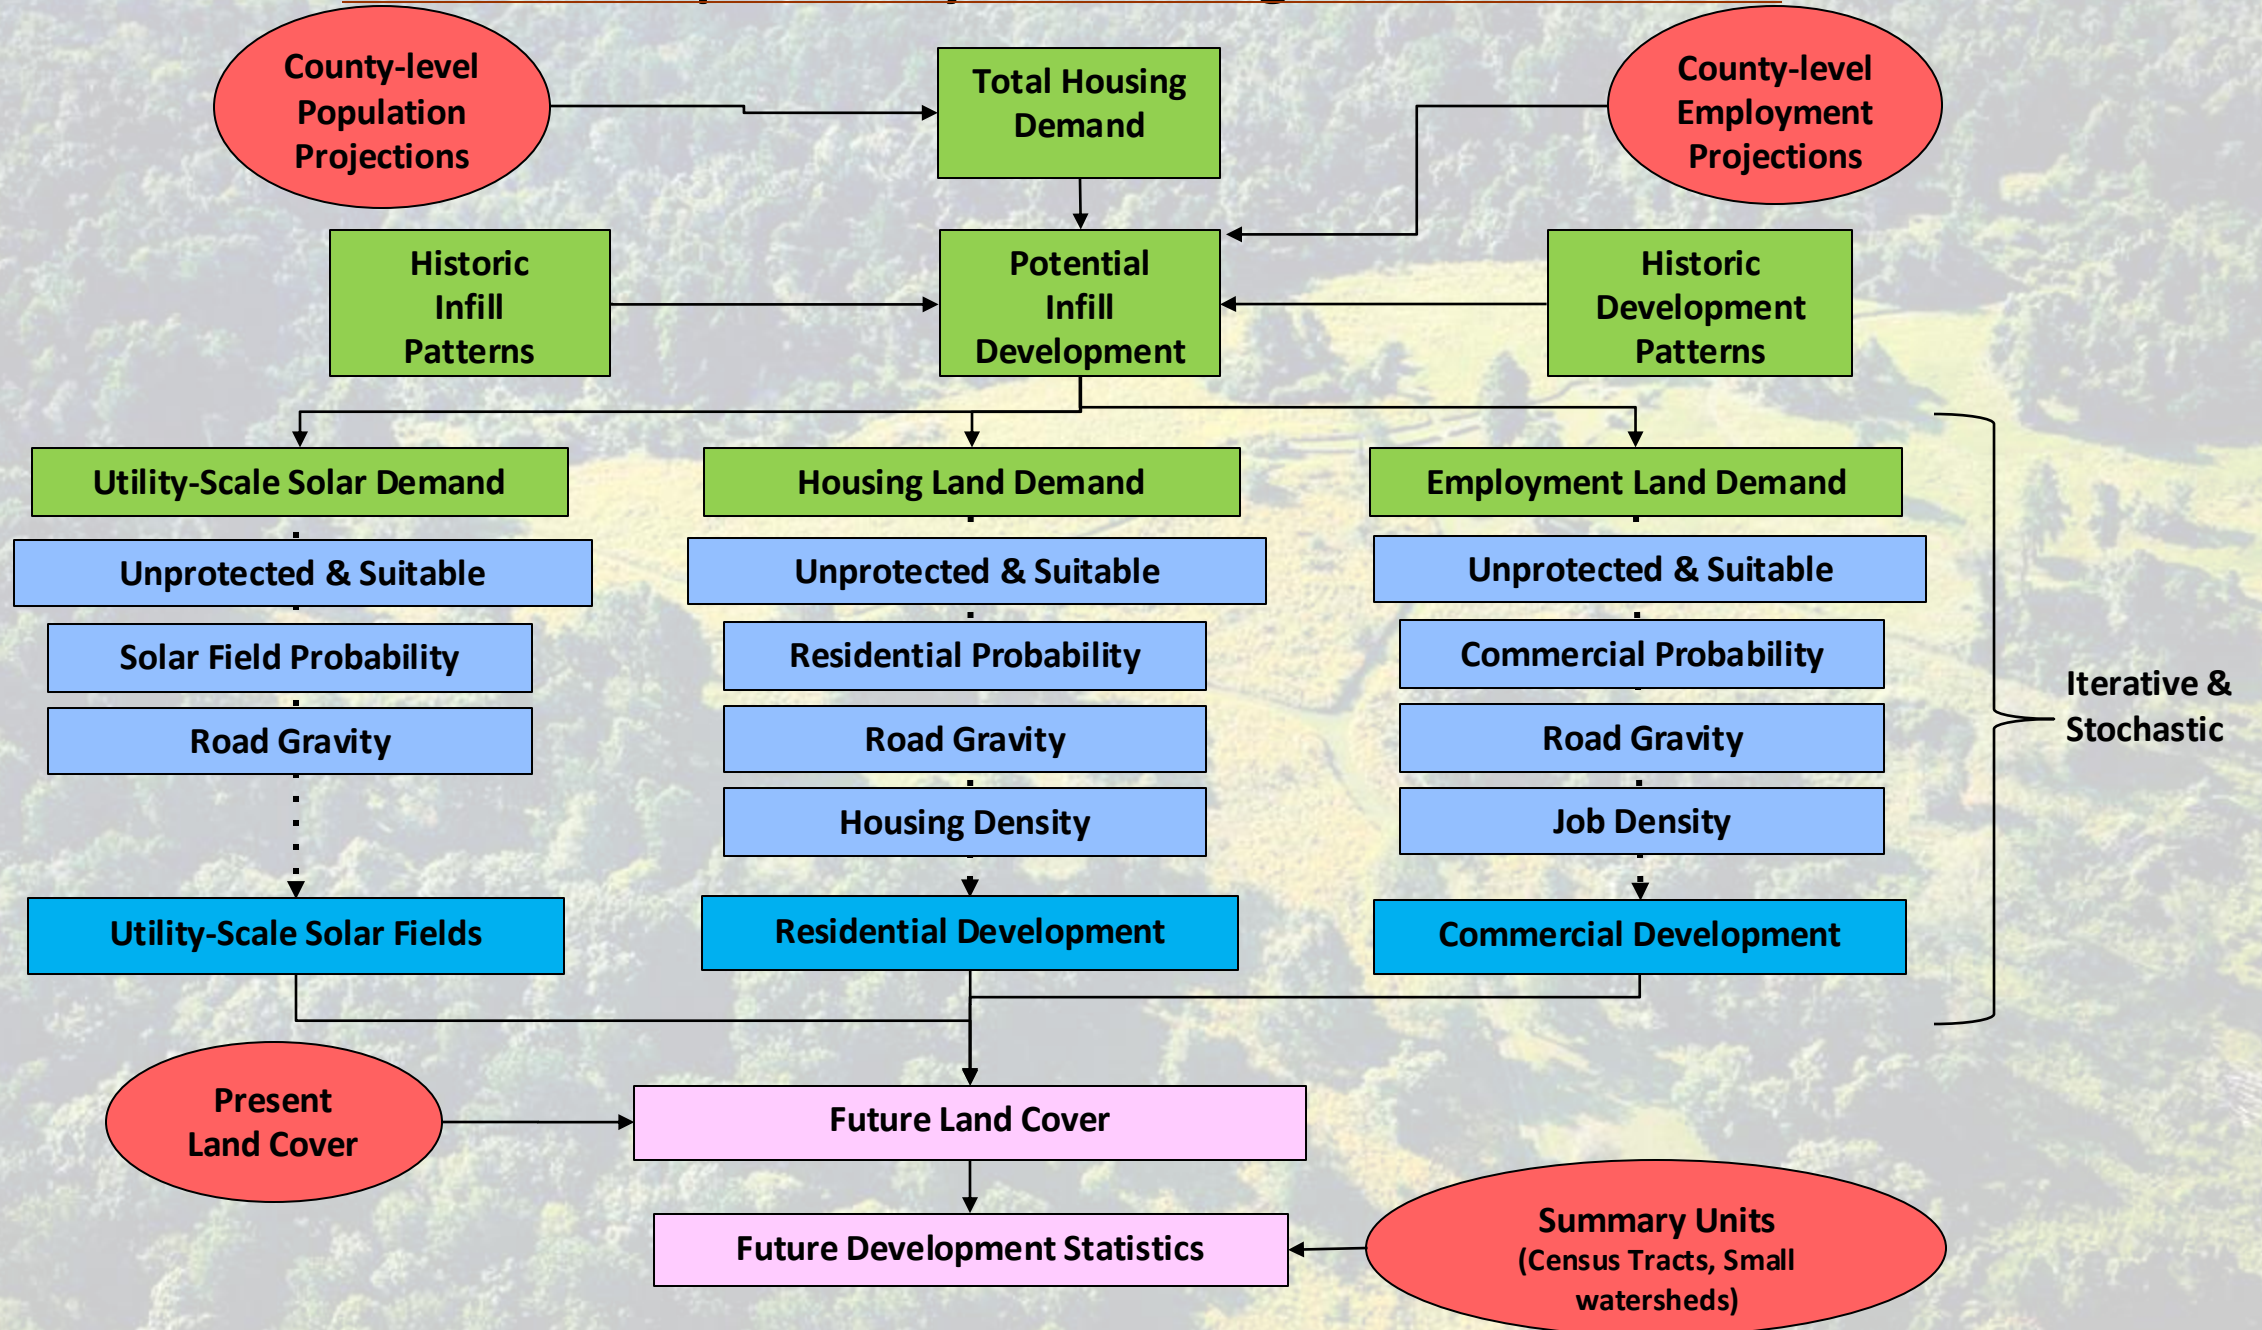 County-level
Population
Projections
Total Housing
Demand
County-level
Employment
Projections
Historic
Infill
Patterns
Potential
Infill
Development
Historic
Development
Patterns
Utility-Scale Solar Demand
Housing Land Demand
Employment Land Demand
Unprotected & Suitable
Unprotected & Suitable
Unprotected & Suitable
Solar Field Probability
Residential Probability
Commercial Probability
Road Gravity
Road Gravity
Road Gravity
Housing Density
Job Density
Iterative &
Stochastic
Utility-Scale Solar Fields
Residential Development
Commercial Development
Present
Land Cover
Future Land Cover
Future Development Statistics
Summary Units
(Census Tracts, Small
watersheds)